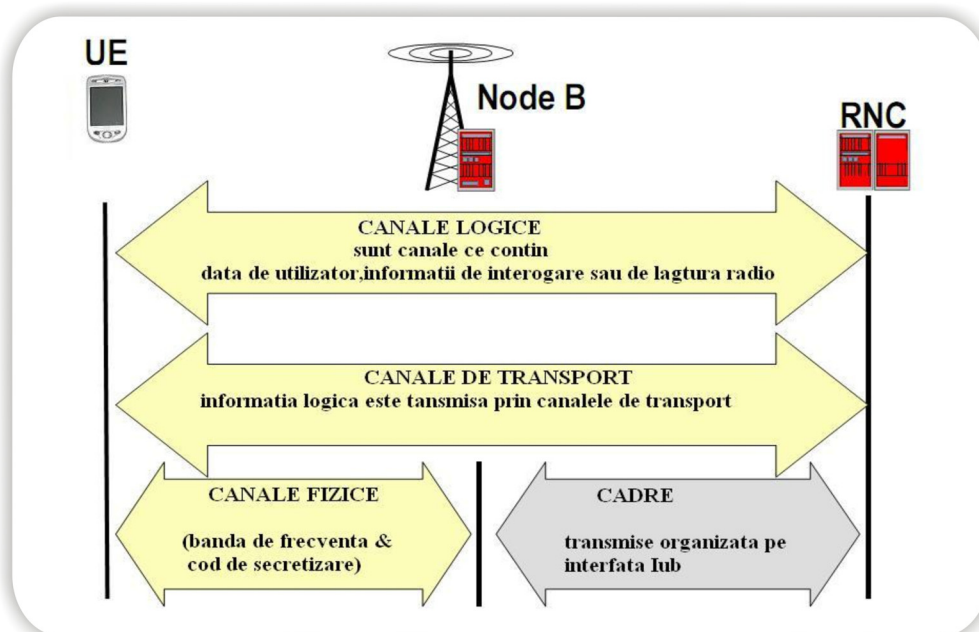 UE
Node B
RNC
CANALE LOGICE
sunt canale ce contin
data de utilizator,informatii de interogare sau de lagtura radio
CANALE DE TRANSPORT
informatia logica este tansmisa prin canalele de transport
CANALE FIZICE
(banda de frecventa &
cod de secretizare)
CADRE
transmise organizata pe
interfata Iub